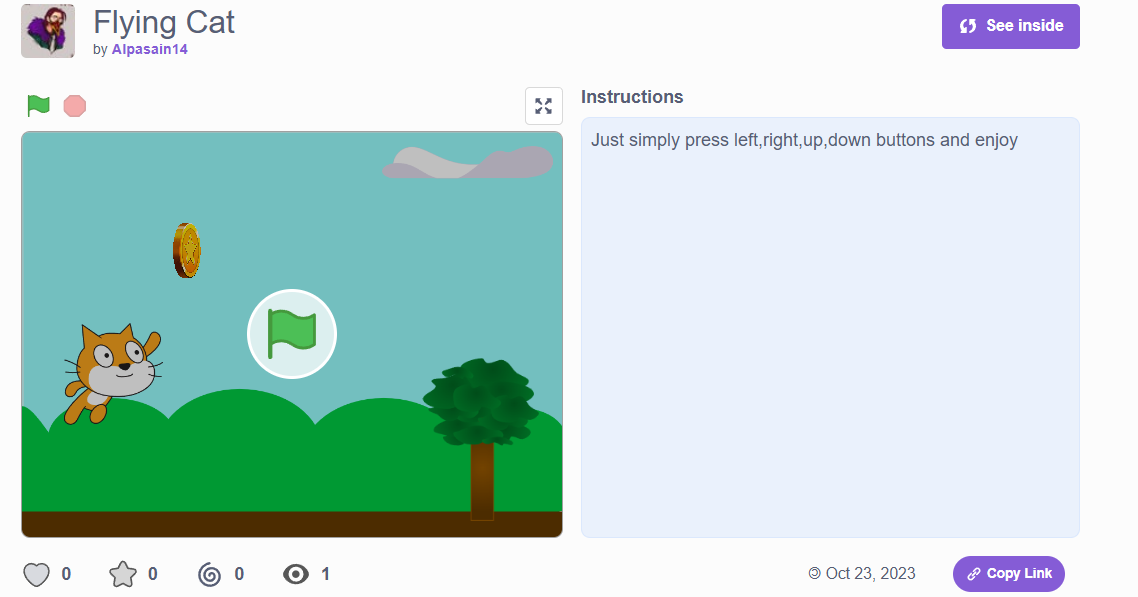 Flying Cat
by Alpasain14
See inside
Instructions
Just simply press left,right,up,down buttons and enjoy
0
0
0
1
Oct 23, 2023
Copy Link